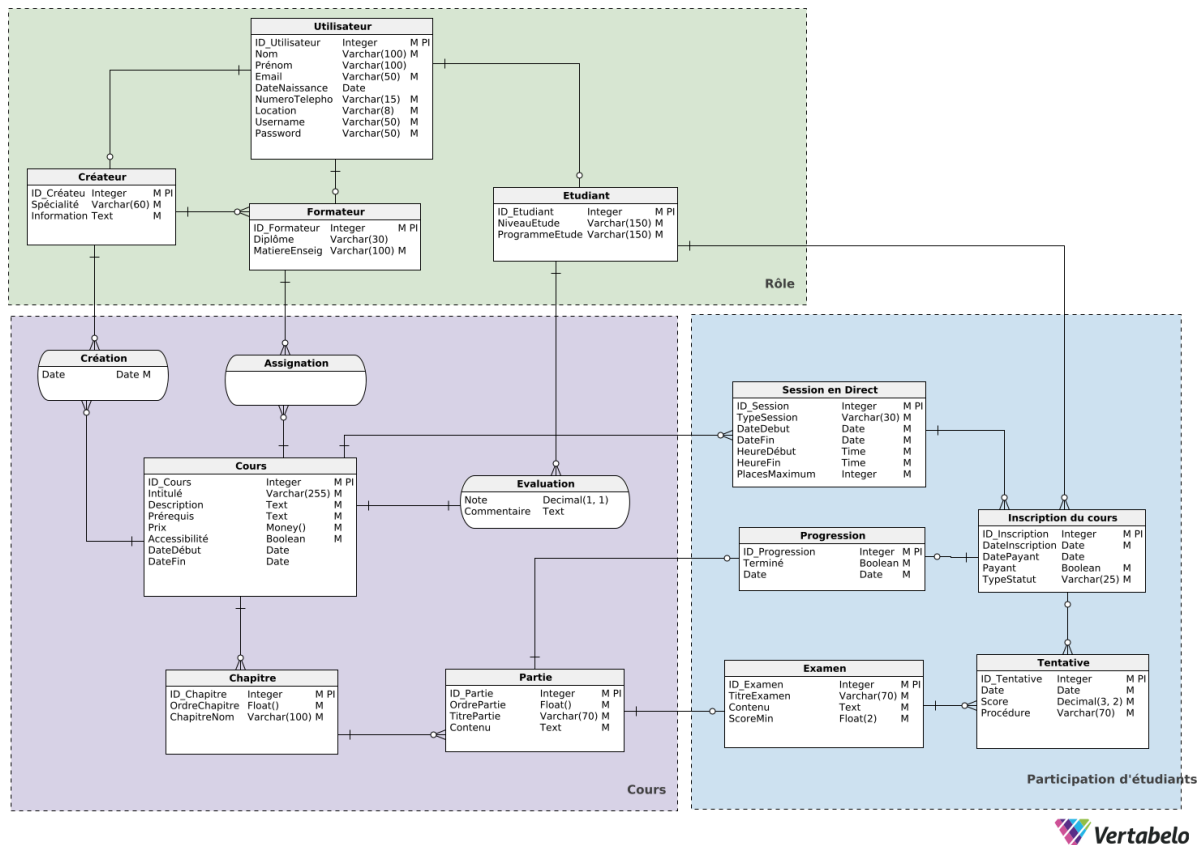 Utilisateur
ID_Utilisateur Integer M PI
Nom Varchar(100) M
Prénom Varchar(100)
Email Varchar(50) M
DateNaissance Date
NumeroTelepho Varchar(15) M
Location Varchar(8) M
Username Varchar(50) M
Password Varchar(50) M
Créateur
ID_Créateu Integer M PI
Spécialité Varchar(60) M
Information Text M
Formateur
ID_Formateur Integer M PI
Diplôme Varchar(30)
MatiereEnseig Varchar(100) M
Etudiant
ID_Etudiant Integer M PI
NiveauEtude Varchar(150) M
ProgrammeEtude Varchar(150) M
Rôle
Création
Date Date M
Assignation
Cours
ID_Cours Integer M PI
Intitulé Varchar(255) M
Description Text M
Prérequis Text M
Prix Money() M
Accessibilité Boolean M
DateDébut Date
DateFin Date
Evaluation
Note Decimal(1, 1)
Commentaire Text
Chapitre
ID_Chapitre Integer M PI
OrdreChapitre Float() M
ChapitreNom Varchar(100) M
Partie
ID_Partie Integer M PI
OrdrePartie Float() M
TitrePartie Varchar(70) M
Contenu Text M
Cours
Session en Direct
ID_Session Integer M PI
TypeSession Varchar(30) M
DateDebut Date M
DateFin Date M
HeureDébut Time M
HeureFin Time M
PlacesMaximum Integer M
Inscription du cours
ID_Inscription Integer M PI
DateInscription Date M
DatePayant Date
Payant Boolean M
TypeStatut Varchar(25) M
Progression
ID_Progression Integer M PI
Terminé Boolean M
Date Date M
Examen
ID_Examen Integer M PI
TitreExamen Varchar(70) M
Contenu Text M
ScoreMin Float(2) M
Tentative
ID_Tentative Integer M PI
Date Date M
Score Decimal(3, 2) M
Procédure Varchar(70) M
Participation d'étudiants
Vertabelo